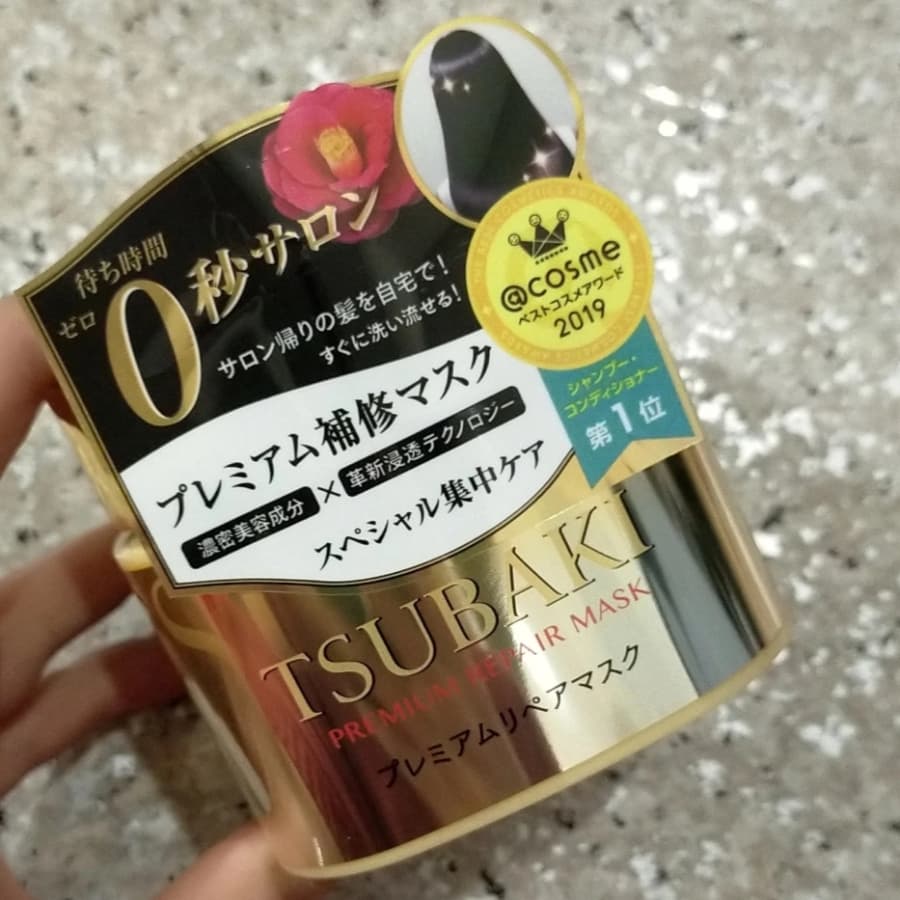 待ち時間
ゼロ
0秒サロン
サロン帰りの髪を自宅で!
すぐに洗い流せる!
プレミアム補修マスク
濃密美容成分×革新浸透テクノロジー
スペシャル集中ケア
@cosme
ベストコスメアワード
2019
シャンプー・
コンディショナー
第1位
TSUBAKI
PREMIUM REPAIR MASK
プレミアムリペアマスク